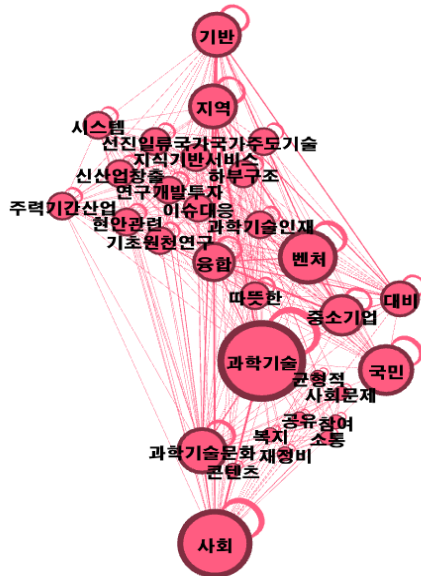 기반
지역
시스템
선진일류국가국가주도기술
지식기반서비스
신산업창출
하부구조
연구개발투자
주력기간산업
이슈대응
현안관련
과학기술인재
기초원천연구
벤처
융합
따뜻한
대비
중소기업
과학기술
국민
균형적
사회문제
공유
참여
복지
소통
과학기술문화
재정비
콘텐츠
사회